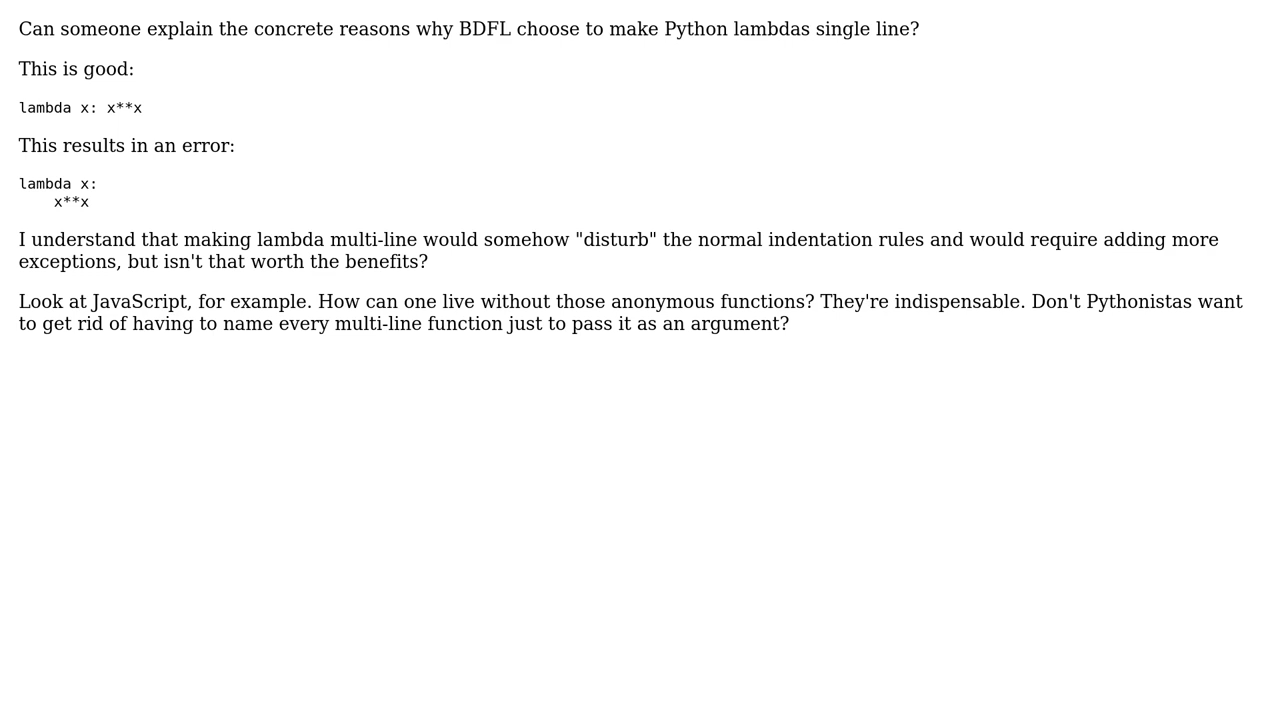 Can someone explain the concrete reasons why BDFL choose to make Python lambdas single line?
This is good:
lambda x: x**x
This results in an error:
lambda x:
    x**x
I understand that making lambda multi-line would somehow "disturb" the normal indentation rules and would require adding more
exceptions, but isn't that worth the benefits?
Look at JavaScript, for example. How can one live without those anonymous functions? They're indispensable. Don't Pythonistas want
to get rid of having to name every multi-line function just to pass it as an argument?